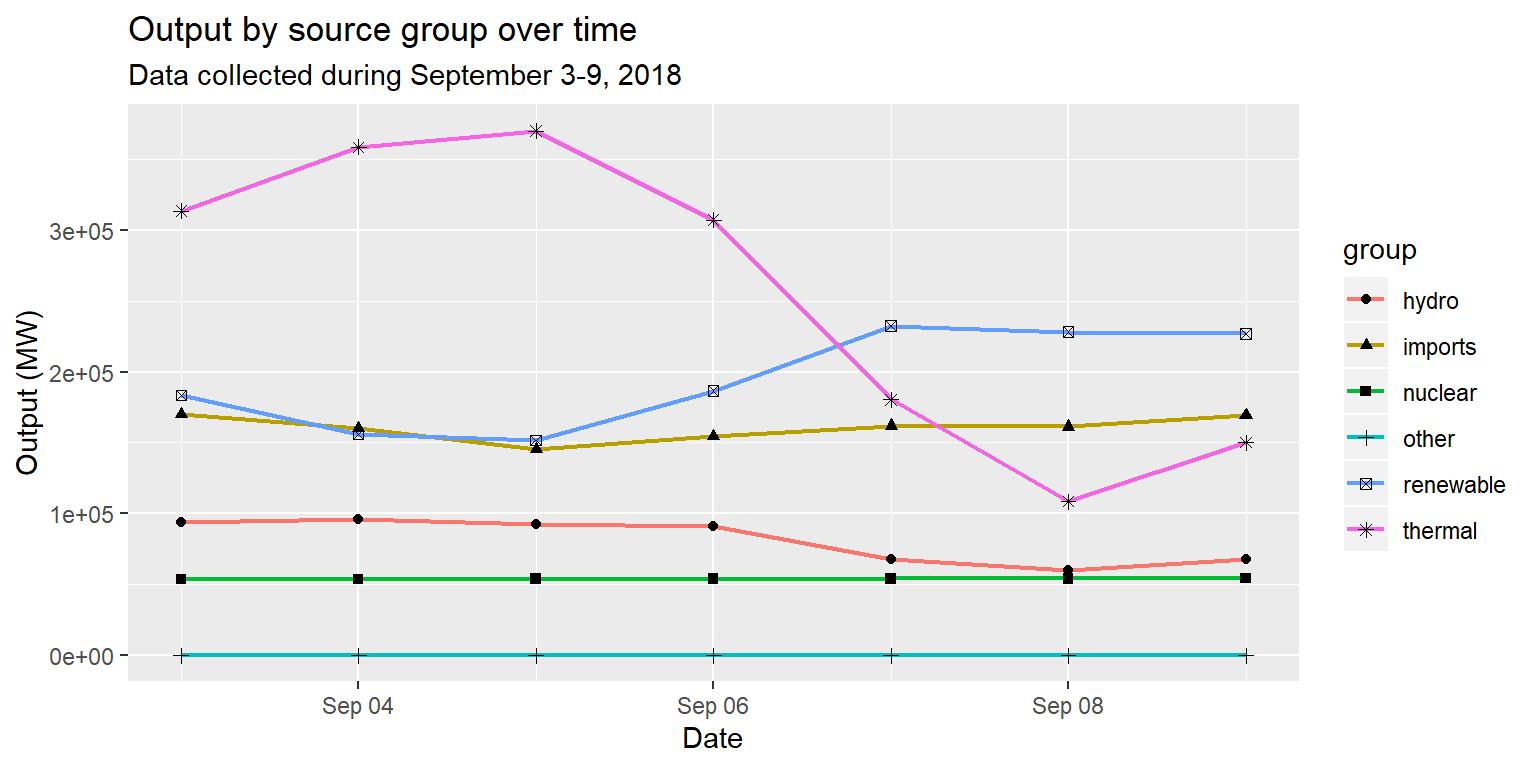 Output by source group over time
Data collected during September 3-9, 2018
Output (MW)
3e+05
2e+05
1e+05
0e+00
Sep 04
Sep 06
Sep 08
Date
group
hydro
imports
nuclear
other
renewable
thermal